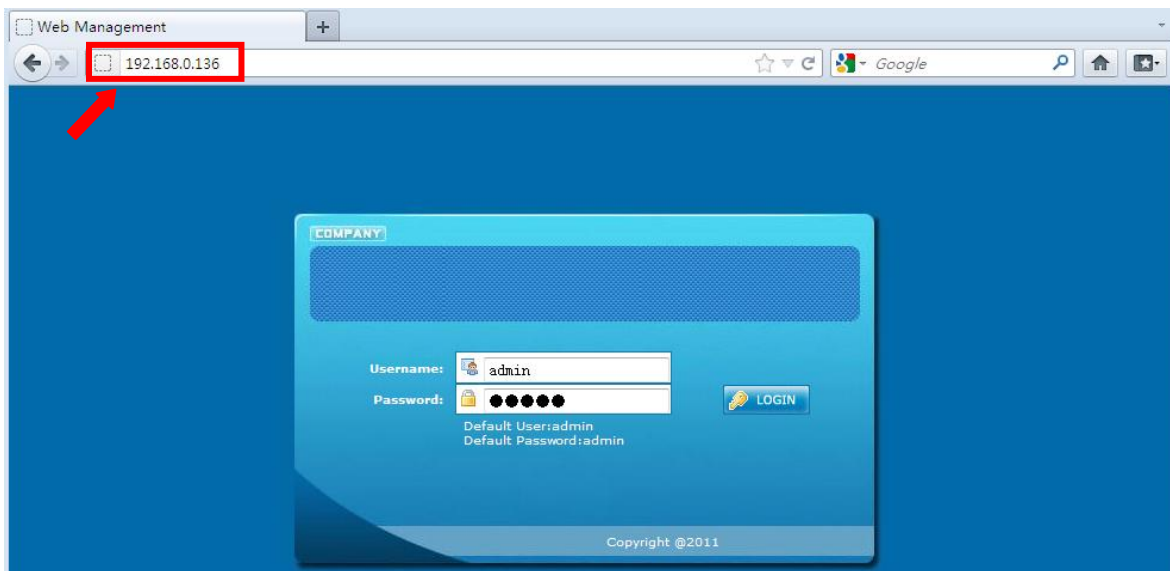 Web Management
192.168.0.136
Google
COMPANY
Username: admin
Password: ●●●●●
LOGIN
Default User:admin
Default Password:admin
Copyright @2011